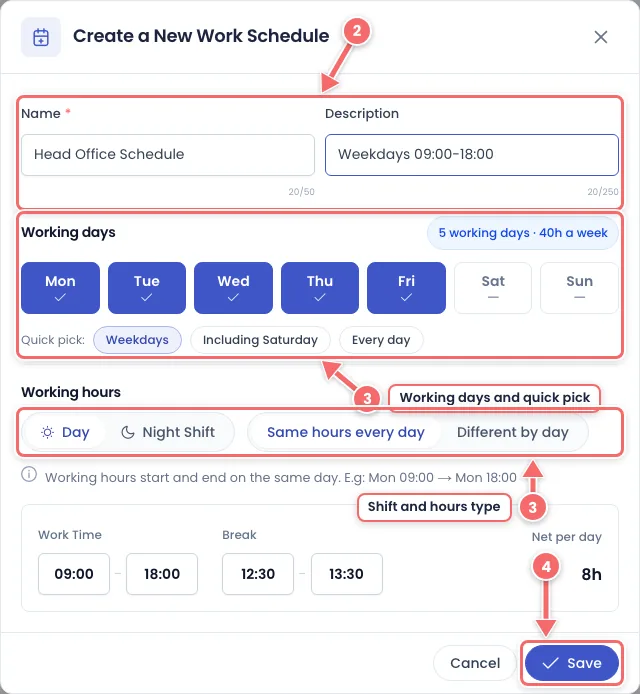 Create a New Work Schedule
2
Name *
Description
Head Office Schedule
Weekdays 09:00-18:00
20/50
20/250
Working days
5 working days · 40h a week
Mon
Tue
Wed
Thu
Fri
Sat
Sun
Quick pick:
Weekdays
Including Saturday
Every day
3
Working days and quick pick
Working hours
Day
Night Shift
Same hours every day
Different by day
Working hours start and end on the same day. E.g: Mon 09:00 → Mon 18:00
Shift and hours type
3
Work Time
Break
Net per day
09:00 – 18:00
12:30 – 13:30
4
8h
Cancel
Save